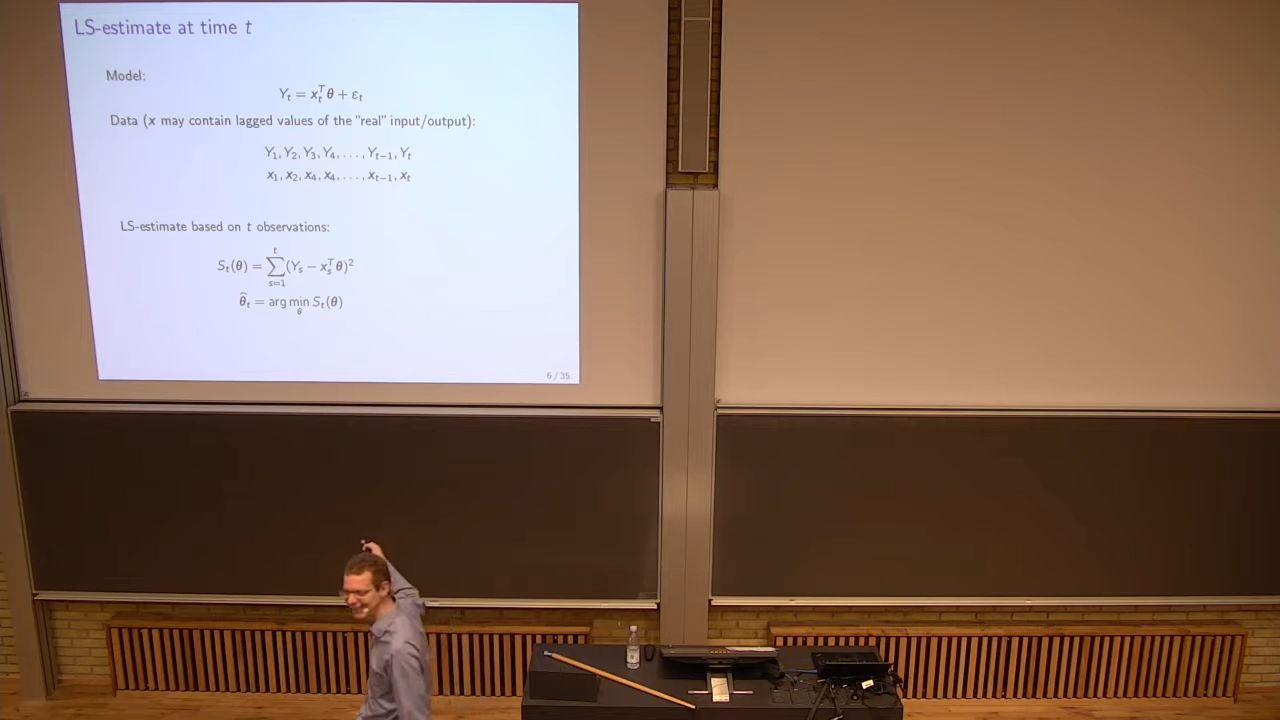 LS-estimate at time t
Model:
Y_t = x_t^T θ + ε_t
Data (x may contain lagged values of the "real" input/output):
Y_1, Y_2, Y_3, Y_4, . . . , Y_{t−1}, Y_t
x_1, x_2, x_4, x_4, . . . , x_{t−1}, x_t
LS-estimate based on t observations:
S_t(θ) = ∑_{s=1}^{t} (Y_s − x_s^T θ)^2
θ̂_t = arg min_θ S_t(θ)
6 / 35